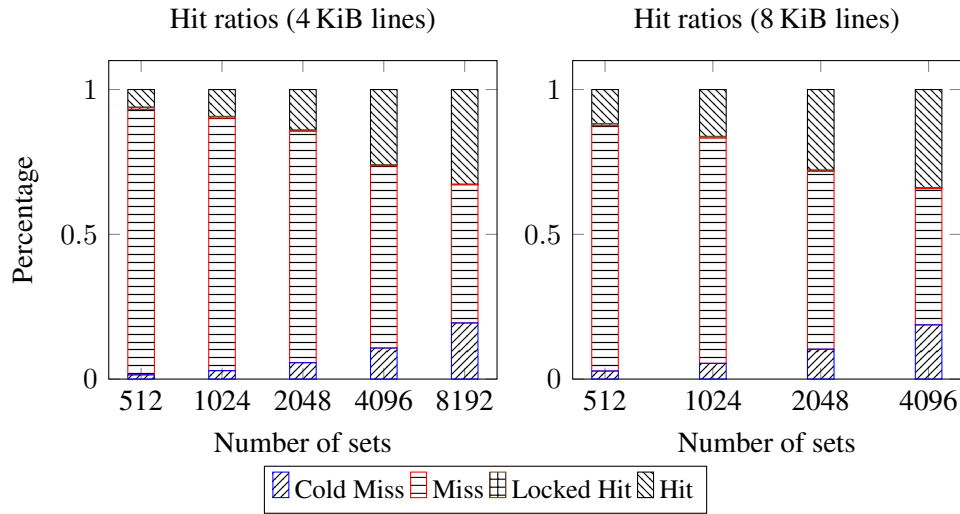 Hit ratios (4 KiB lines)
Hit ratios (8 KiB lines)
Percentage
1
0.5
0
512 1024 2048 4096 8192
Number of sets
1
0.5
0
512 1024 2048 4096
Number of sets
Cold Miss Miss Locked Hit Hit